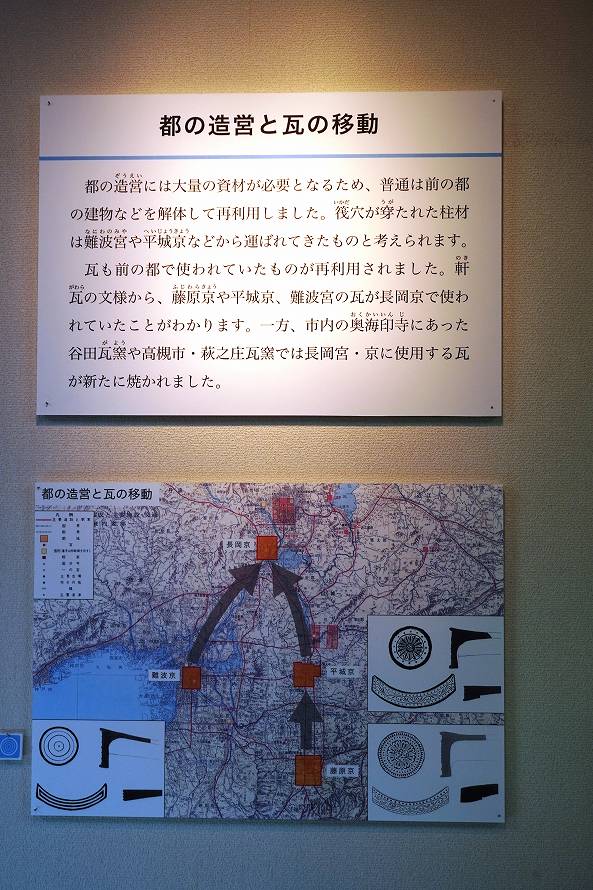 都の造営と瓦の移動
都の造営には大量の資材が必要となるため、普通は前の都
の建物などを解体して再利用しました。筏穴が穿たれた柱材
は難波宮や平城京などから運ばれてきたものと考えられます。
瓦も前の都で使われていたものが再利用されました。軒
瓦の文様から、藤原京や平城京、難波宮の瓦が長岡京で使わ
れていたことがわかります。一方、市内の奥海印寺にあった
谷田瓦窯や高槻市・萩之庄瓦窯では長岡宮・京に使用する瓦
が新たに焼かれました。
都の造営と瓦の移動
凡例
長岡京
難波京
平城京
藤原京